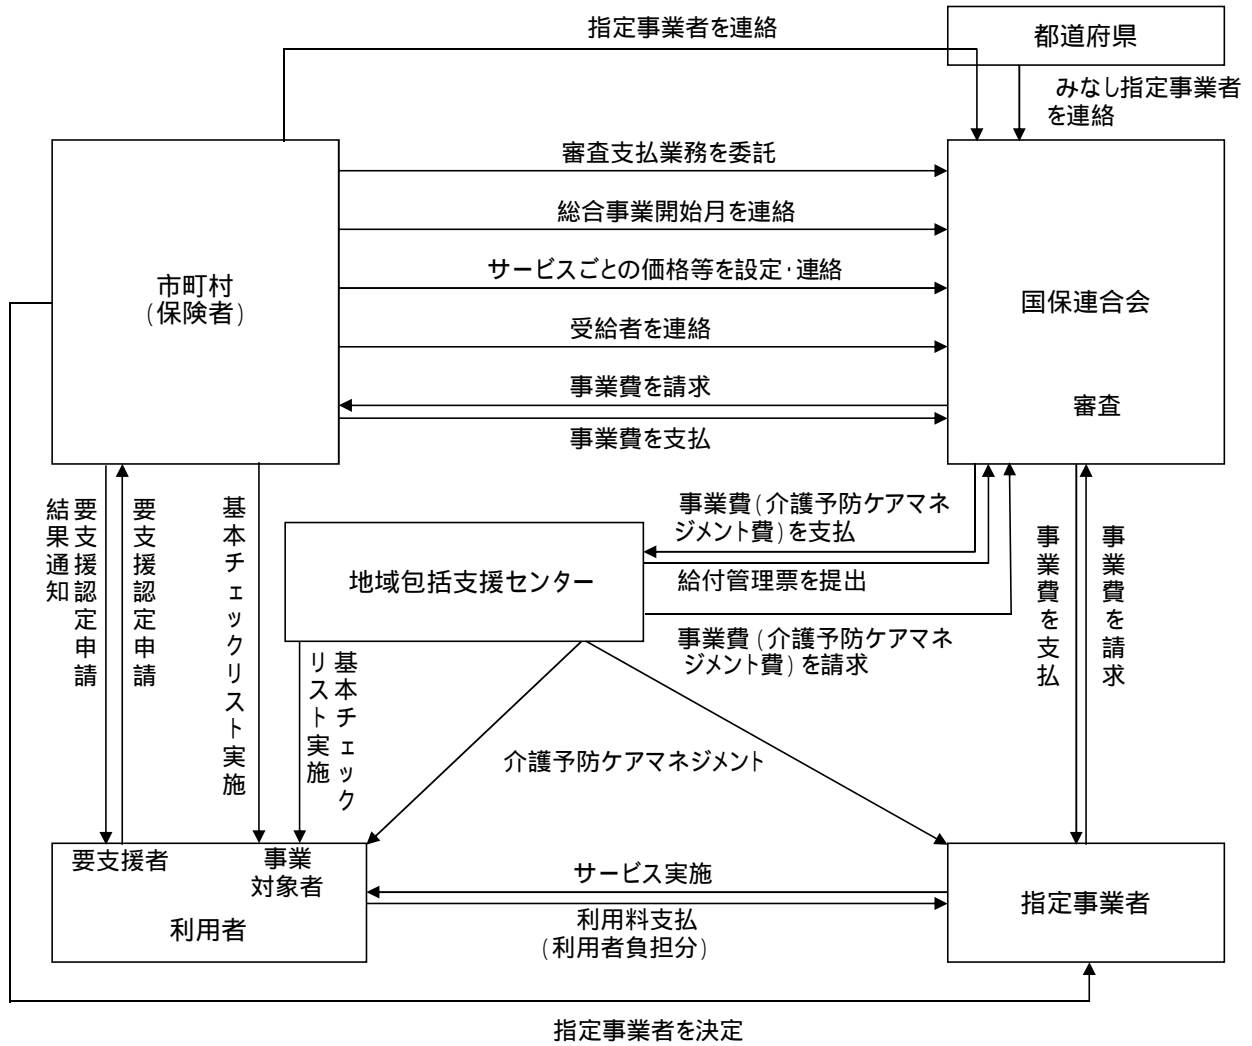 指定事業者を連絡
都道府県
みなし指定事業者
を連絡
審査支払業務を委託
総合事業開始月を連絡
サービスごとの価格等を設定・連絡
市町村
(保険者)
国保連合会
受給者を連絡
事業費を請求
審査
事業費を支払
要支援認定申請
結果通知
要支援認定申請
基本チェックリスト実施
事業費(介護予防ケアマネ
ジメント費)を支払
地域包括支援センター
給付管理票を提出
事業費(介護予防ケアマネ
ジメント費)を請求
事業費を支払
事業費を請求
基本チェック
リスト実施
介護予防ケアマネジメント
要支援者
事業
対象者
利用者
サービス実施
利用料支払
(利用者負担分)
指定事業者
指定事業者を決定